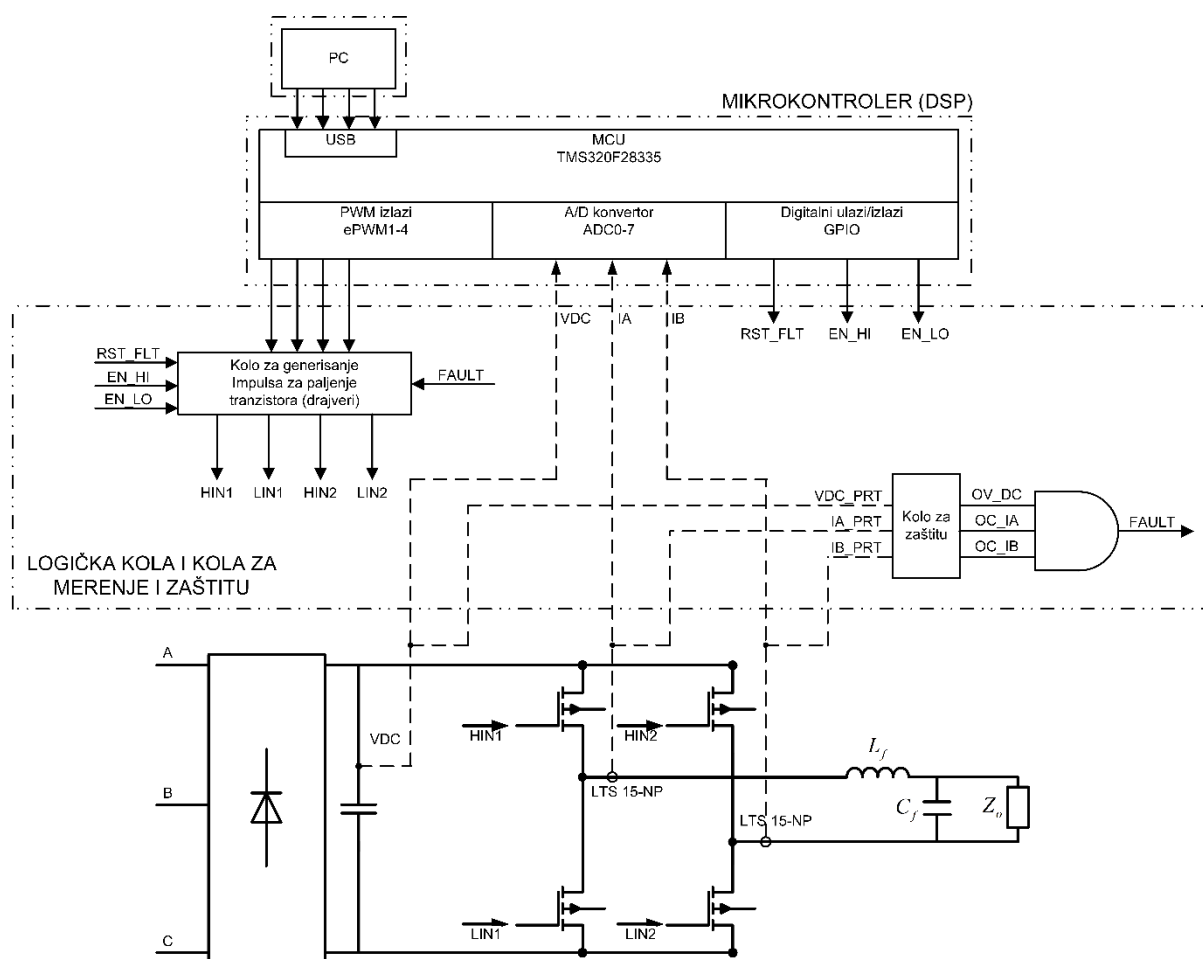 PC
MIKROKONTROLER (DSP)
USB
MCU
TMS320F28335
PWM izlazi
ePWM1-4
A/D konvertor
ADC0-7
Digitalni ulazi/izlazi
GPIO
VDC
IA
IB
RST_FLT
EN_HI
EN_LO
RST_FLT
EN_HI
EN_LO
Kolo za generisanje
Impulsa za paljenje
tranzistora (drajveri)
FAULT
HIN1
LIN1
HIN2
LIN2
VDC_PRT
IA_PRT
IB_PRT
Kolo za
zaštitu
OV_DC
OC_IA
OC_IB
FAULT
LOGIČKA KOLA I KOLA ZA
MERENJE I ZAŠTITU
A
B
C
VDC
HIN1
HIN2
LTS 15-NP
LTS 15-NP
L_f
C_f
Z_o
LIN1
LIN2